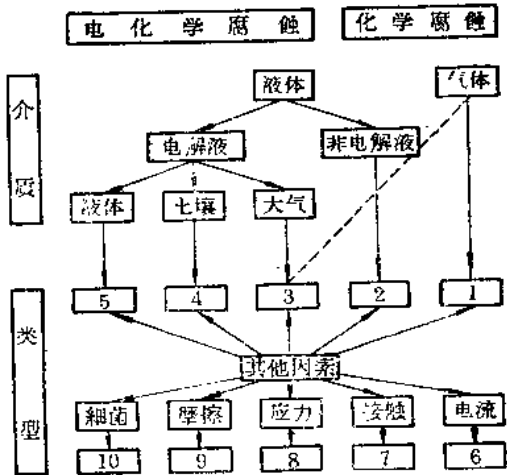 电化学腐蚀
化学腐蚀
介质
液体
气体
电解液
非电解液
液体
七壤
大气
5
4
3
2
1
类型
其他因素
细菌
摩擦
应力
接触
电流
10
9
8
7
6